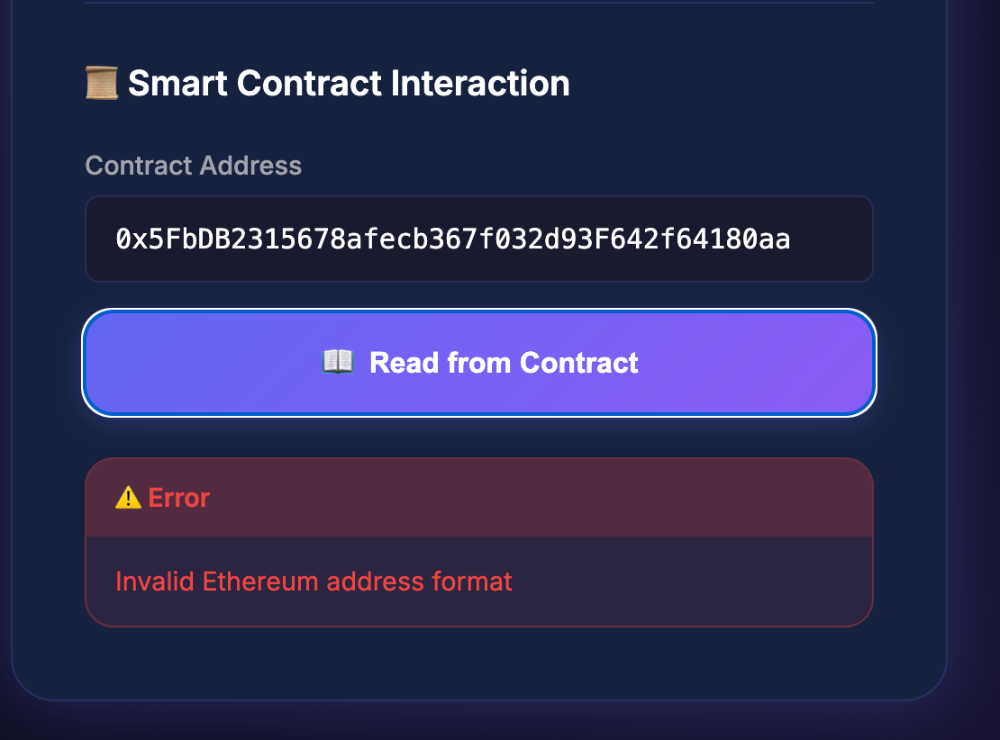 📜 Smart Contract Interaction
Contract Address
0x5FbDB2315678afecb367f032d93F642f64180aa
📖 Read from Contract
⚠️ Error
Invalid Ethereum address format